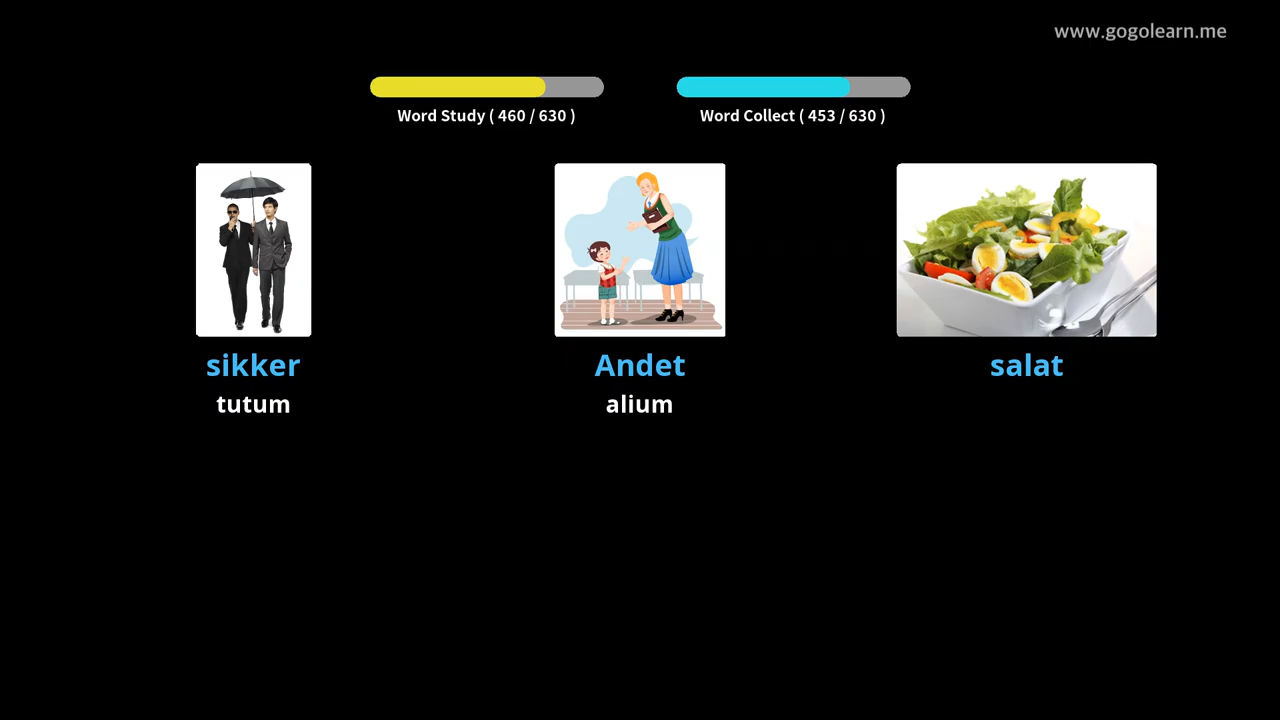 www.gogolearn.me
Word Study ( 460 / 630 )
Word Collect ( 453 / 630 )
sikker
tutum
Andet
alium
salat